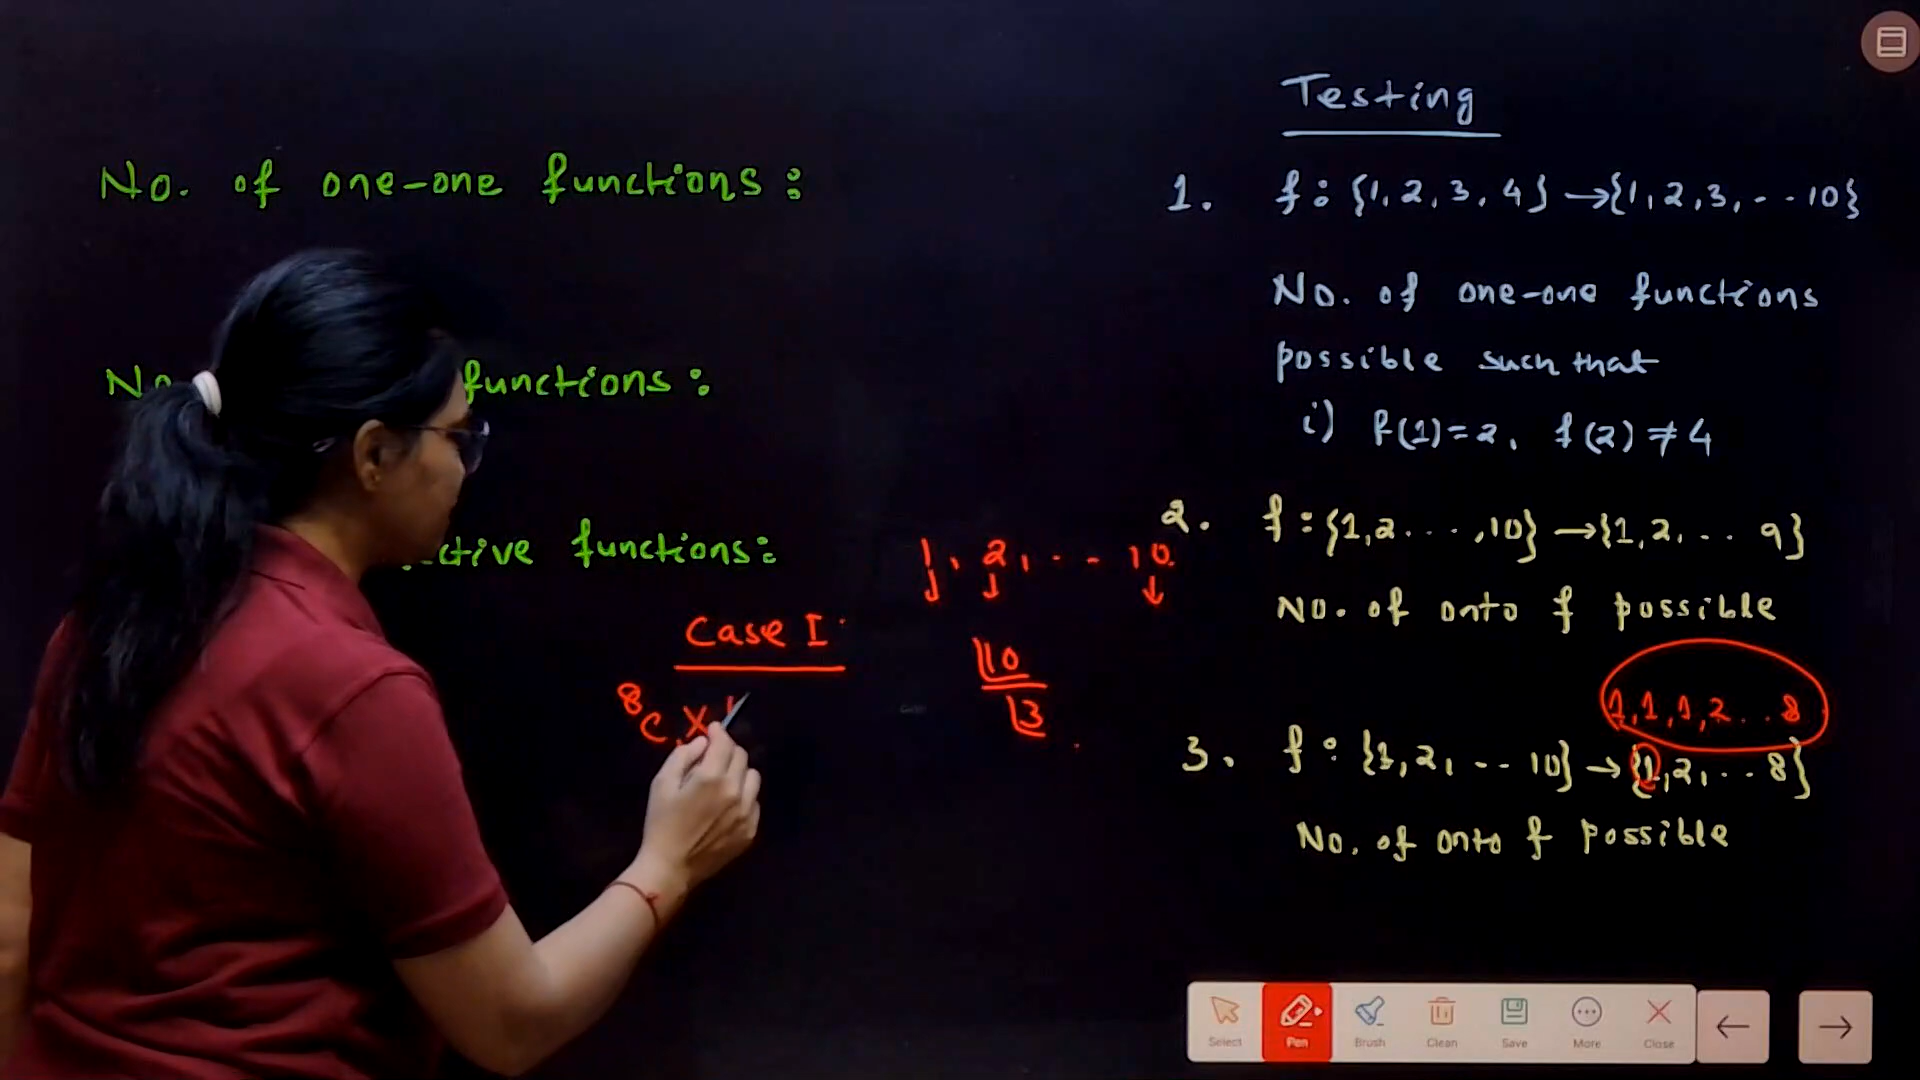 Testing
No. of one-one functions :
1. f : {1, 2, 3, 4} → {1, 2, 3, - - 10}
No. of one-one functions
possible such that
i) f(1) = 2, f(2) ≠ 4
No functions :
2. f : {1, 2 . . . , 10} → {1, 2, . . . 9}
ctive functions :
1, 2, . . - 10
No. of onto f possible
Case I
10
3
8C X
1, 1, 1, 2 . . 8
3. f : {1, 2, - - 10} → {1, 2, . . 8}
No. of onto f possible
Select Pen Brush Clean Save More Close